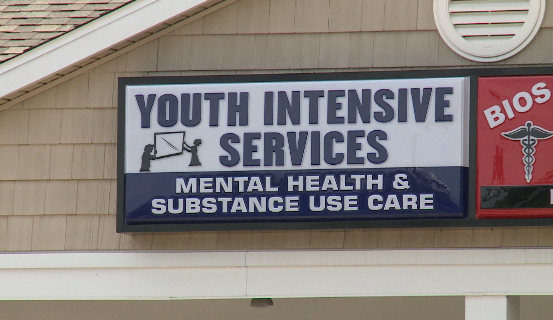 YOUTH INTENSIVE
SERVICES
MENTAL HEALTH &
SUBSTANCE USE CARE
BIOS